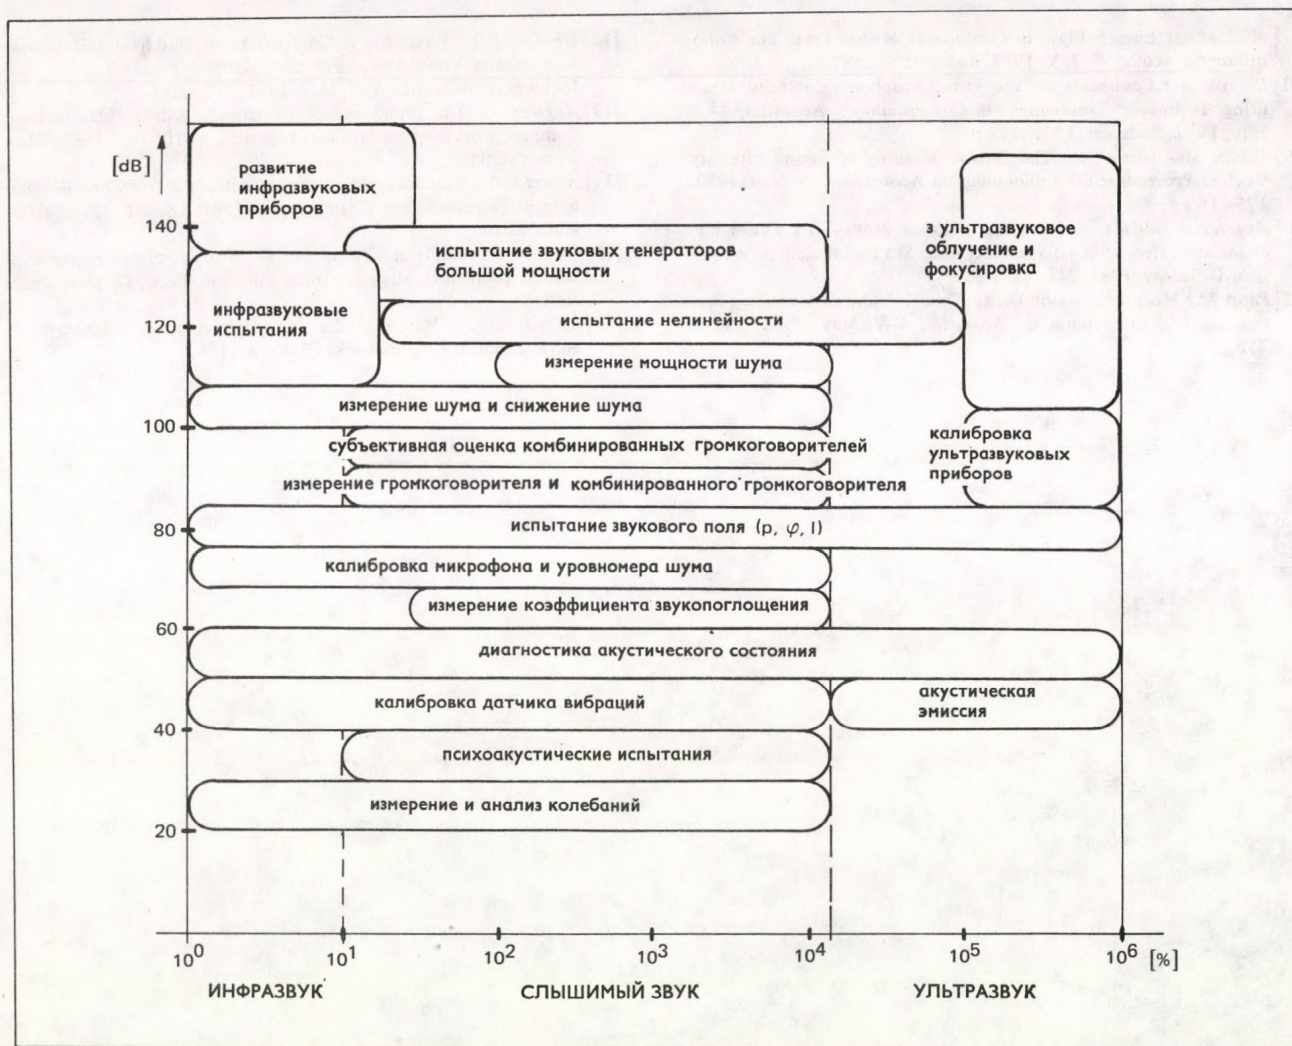 [dB]
140
120
100
80
60
40
20
развитие
инфразвуковых
приборов
з ультразвуковое
облучение и
фокусировка
испытание звуковых генераторов
большой мощности
инфразвуковые
испытания
испытание нелинейности
измерение мощности шума
измерение шума и снижение шума
субъективная оценка комбинированных громкоговорителей
калибровка
ультразвуковых
приборов
измерение громкоговорителя и комбинированного громкоговорителя
испытание звукового поля (p, φ, I)
калибровка микрофона и уровномера шума
измерение коэффициента звукопоглощения
диагностика акустического состояния
калибровка датчика вибраций
акустическая
эмиссия
психоакустические испытания
измерение и анализ колебаний
10⁰ 10¹ 10² 10³ 10⁴ 10⁵ 10⁶ [%]
ИНФРАЗВУК СЛЫШИМЫЙ ЗВУК УЛЬТРАЗВУК